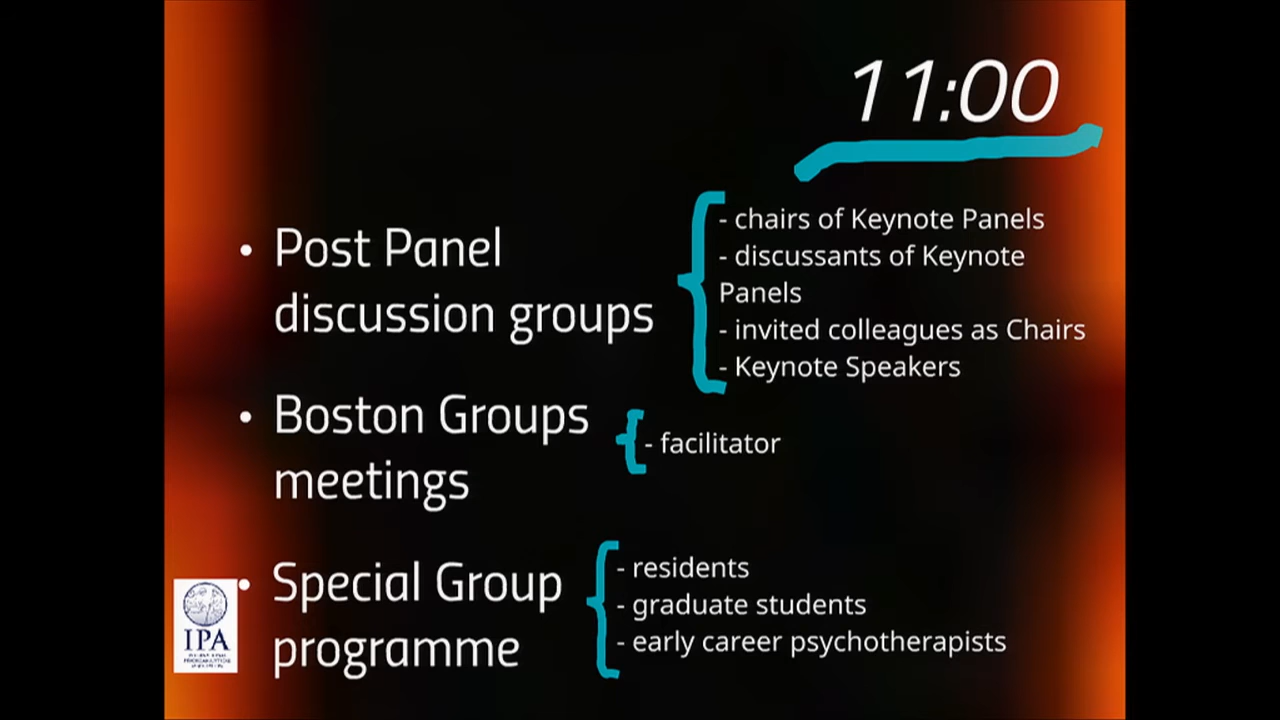 11:00
• Post Panel
discussion groups
- chairs of Keynote Panels
- discussants of Keynote
Panels
- invited colleagues as Chairs
- Keynote Speakers
• Boston Groups
meetings
- facilitator
• Special Group
programme
- residents
- graduate students
- early career psychotherapists
IPA